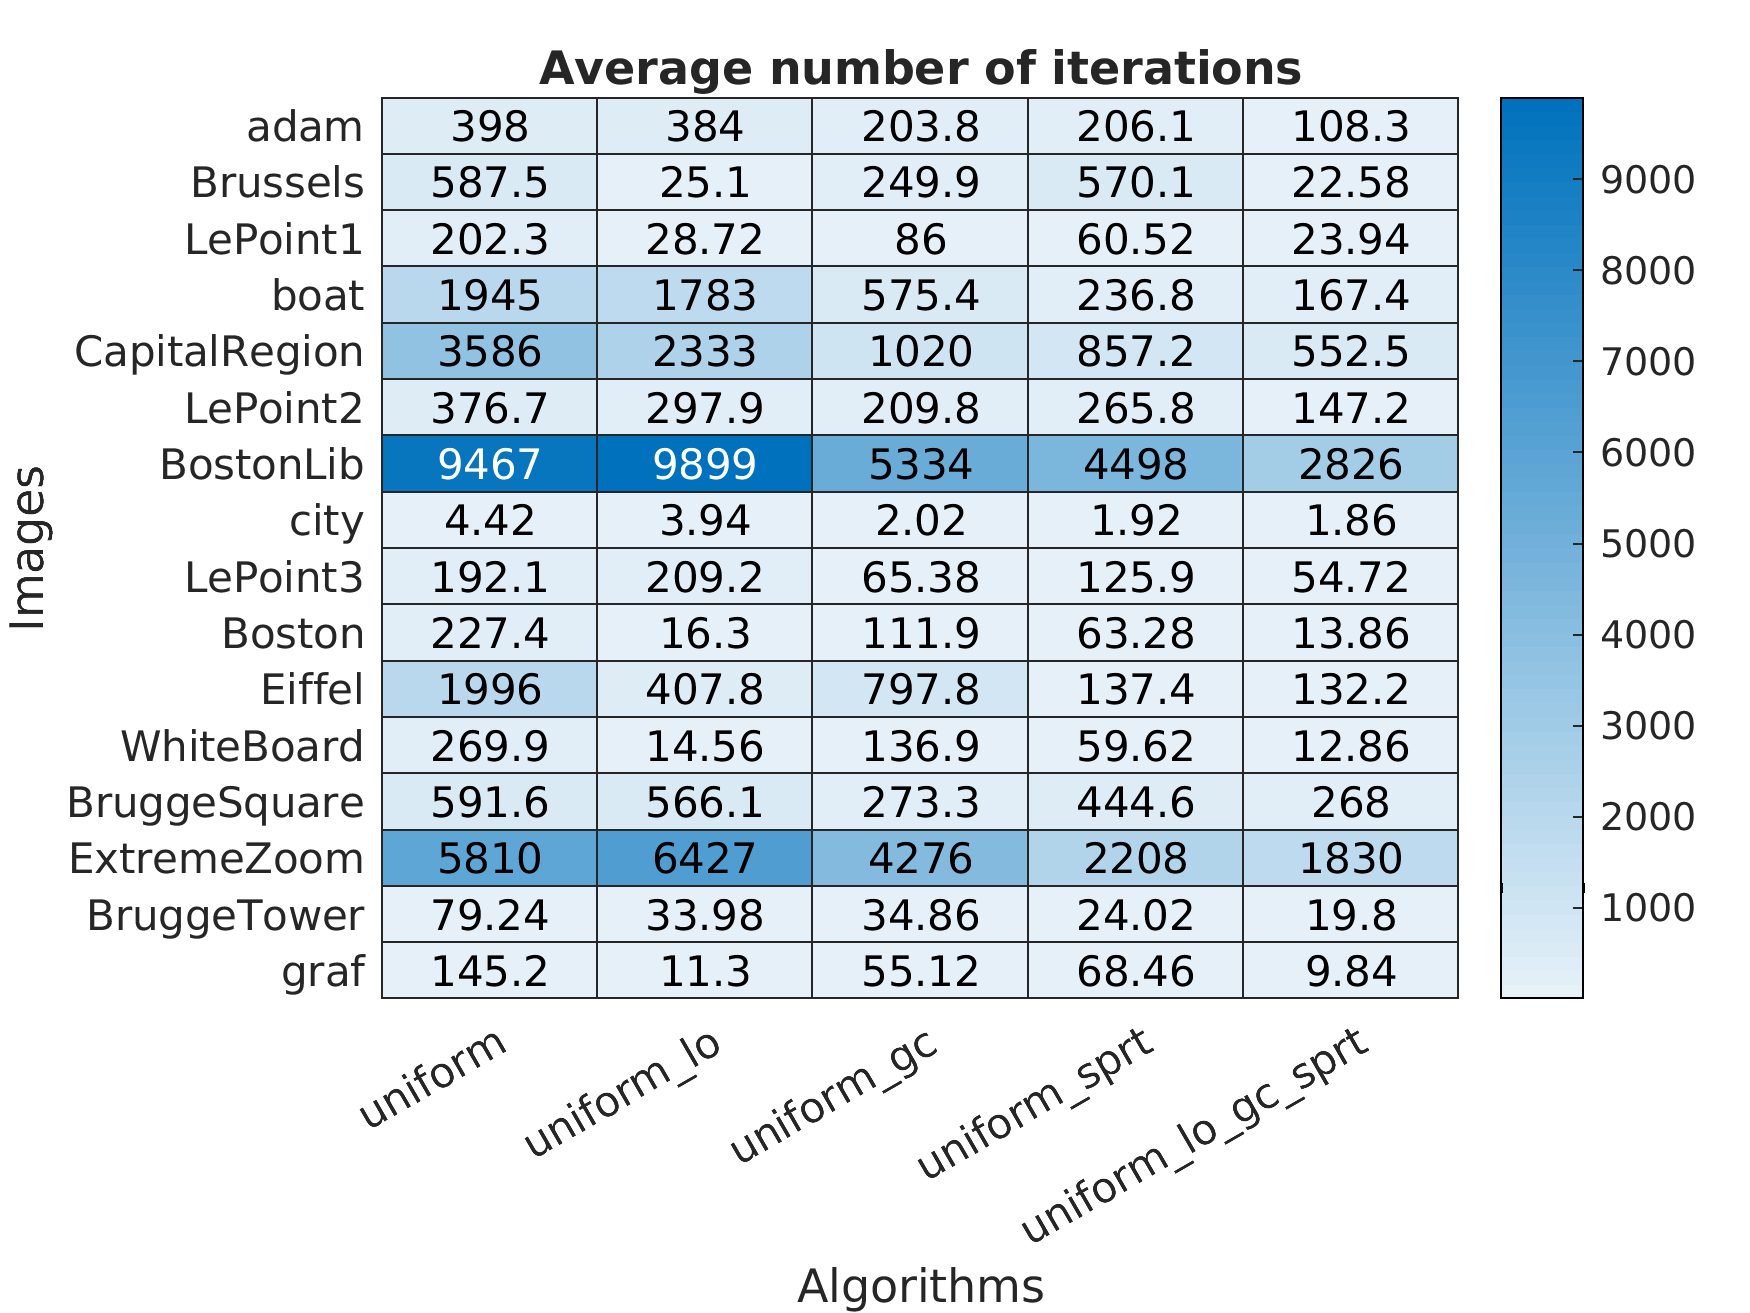 Average number of iterations
adam 398 384 203.8 206.1 108.3
Brussels 587.5 25.1 249.9 570.1 22.58
LePoint1 202.3 28.72 86 60.52 23.94
boat 1945 1783 575.4 236.8 167.4
CapitalRegion 3586 2333 1020 857.2 552.5
LePoint2 376.7 297.9 209.8 265.8 147.2
BostonLib 9467 9899 5334 4498 2826
city 4.42 3.94 2.02 1.92 1.86
LePoint3 192.1 209.2 65.38 125.9 54.72
Boston 227.4 16.3 111.9 63.28 13.86
Eiffel 1996 407.8 797.8 137.4 132.2
WhiteBoard 269.9 14.56 136.9 59.62 12.86
BruggeSquare 591.6 566.1 273.3 444.6 268
ExtremeZoom 5810 6427 4276 2208 1830
BruggeTower 79.24 33.98 34.86 24.02 19.8
graf 145.2 11.3 55.12 68.46 9.84
uniform uniform_lo uniform_gc uniform_sprt uniform_lo_gc_sprt
Algorithms
Images
9000
8000
7000
6000
5000
4000
3000
2000
1000